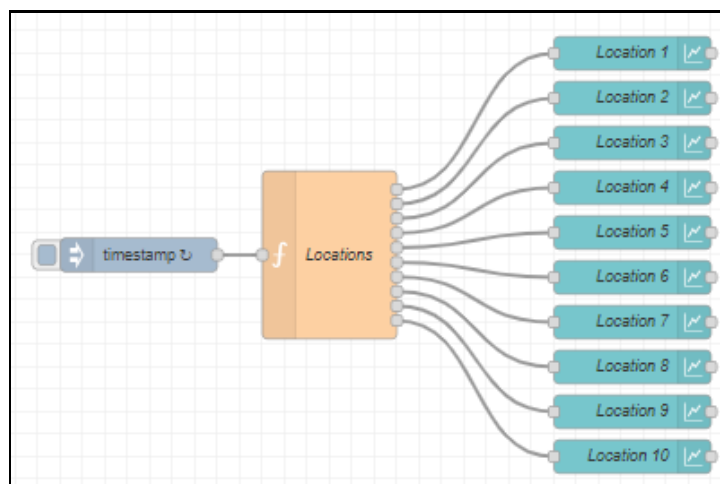 timestamp ↻
Locations
Location 1
Location 2
Location 3
Location 4
Location 5
Location 6
Location 7
Location 8
Location 9
Location 10